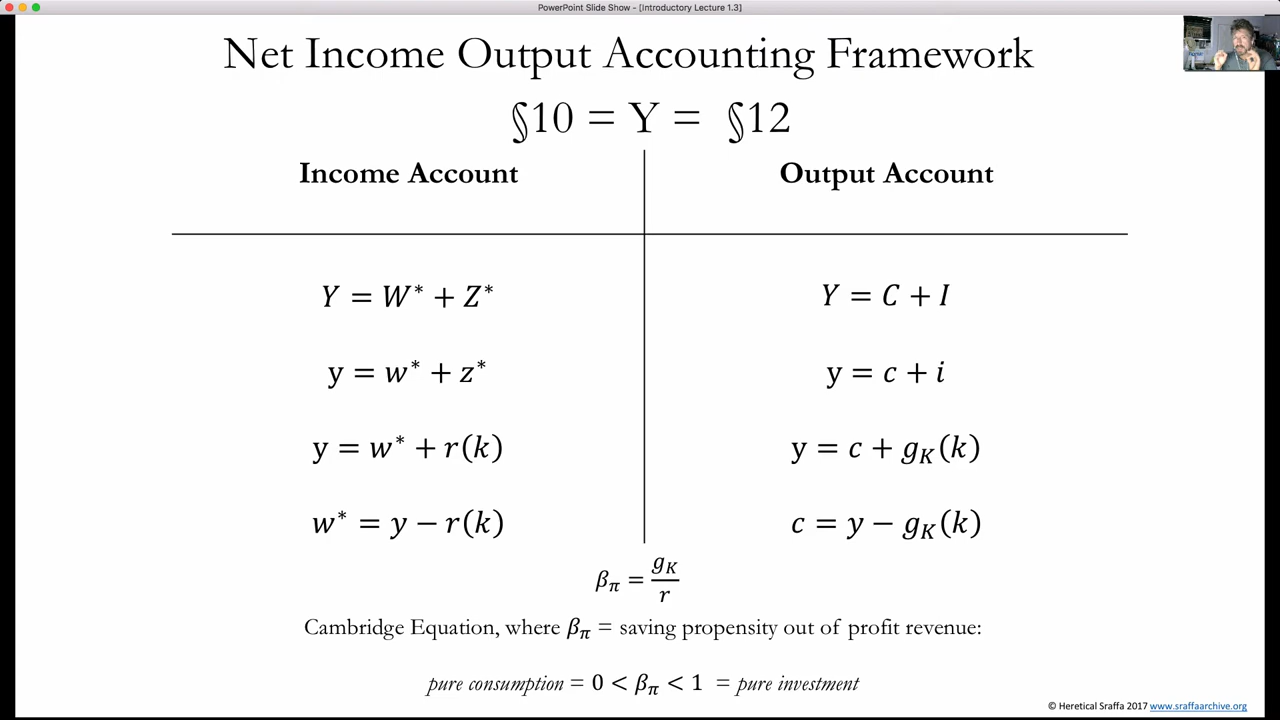 PowerPoint Slide Show - [Introductory Lecture 1.3]
Net Income Output Accounting Framework
§10 = Y = §12
Income Account
Output Account
Y = W* + Z*
Y = C + I
y = w* + z*
y = c + i
y = w* + r(k)
y = c + g_K(k)
w* = y − r(k)
c = y − g_K(k)
β_π = g_K / r
Cambridge Equation, where β_π = saving propensity out of profit revenue:
pure consumption = 0 < β_π < 1 = pure investment
© Heretical Sraffa 2017 www.sraffaarchive.org